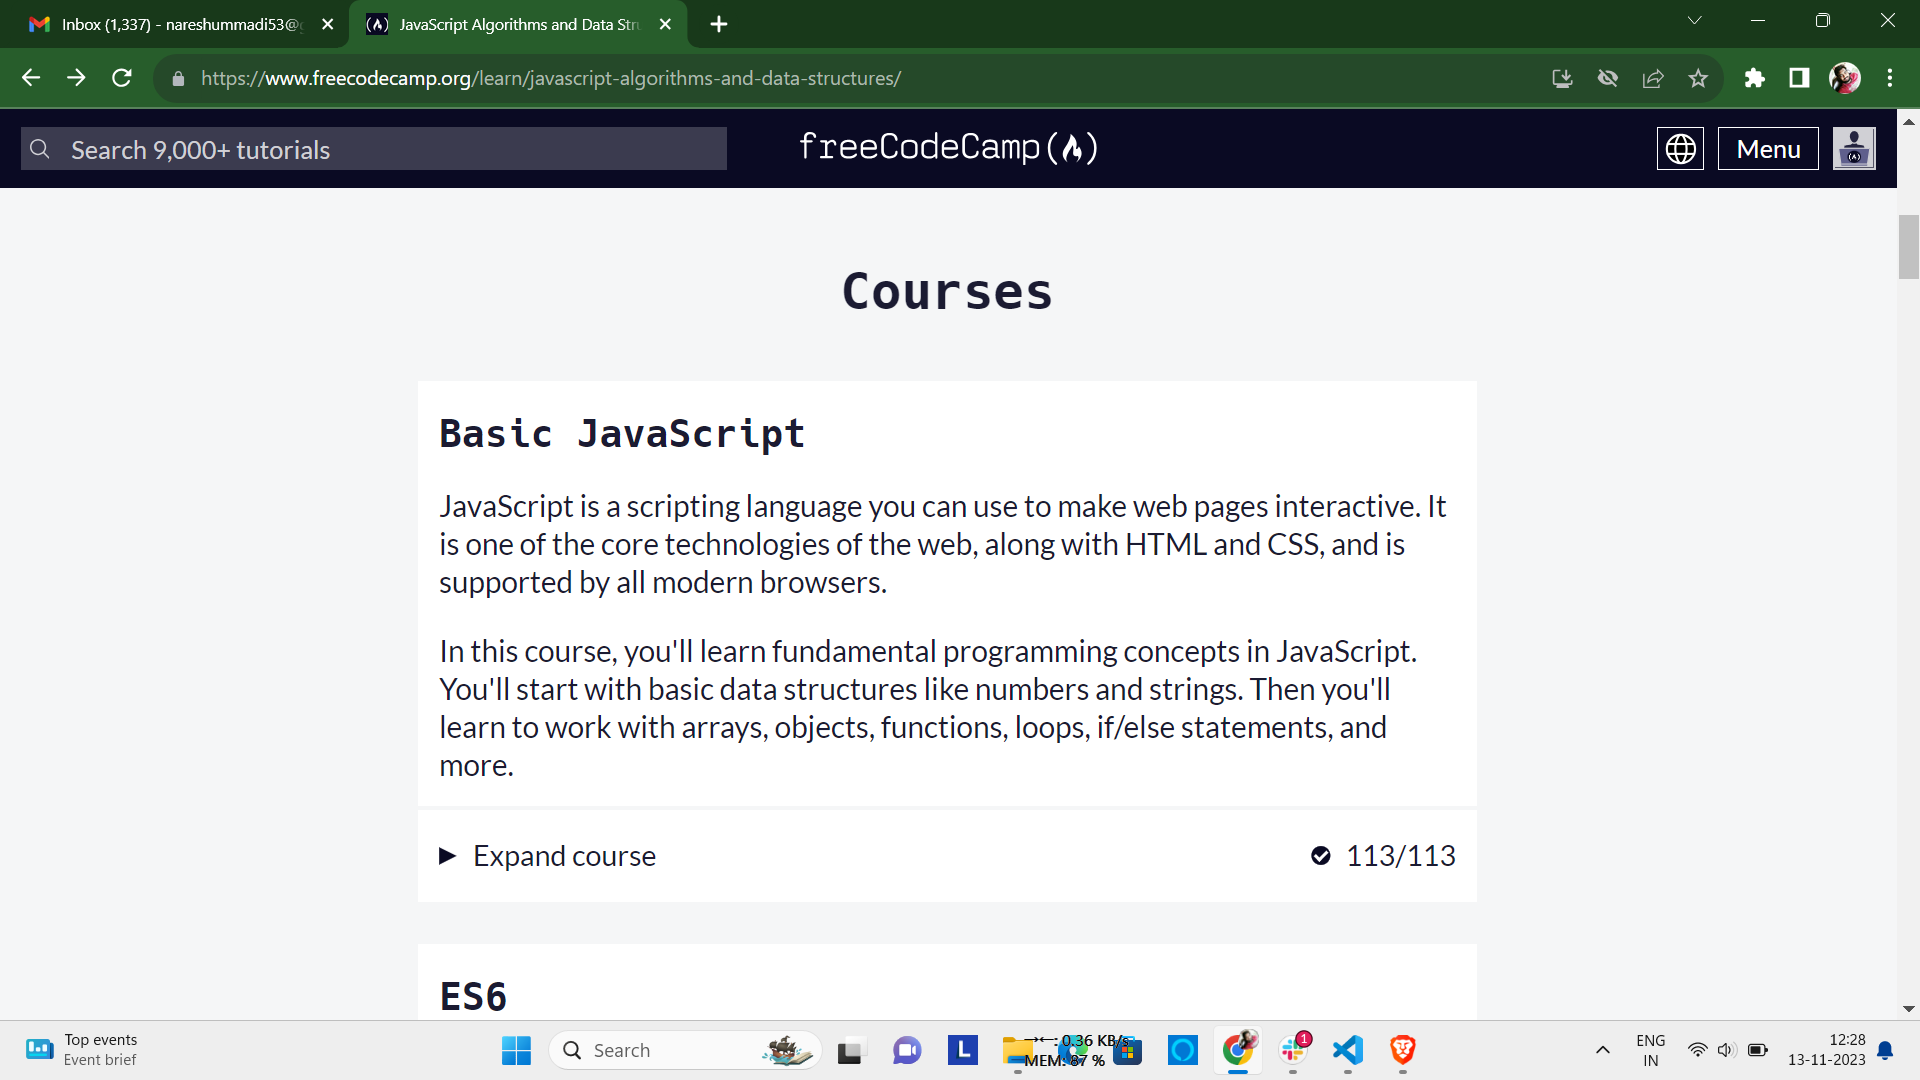 Inbox (1,337) - nareshummadi53@
JavaScript Algorithms and Data Str
https://www.freecodecamp.org/learn/javascript-algorithms-and-data-structures/
Search 9,000+ tutorials
freeCodeCamp(🔥)
Menu
Courses
Basic JavaScript
JavaScript is a scripting language you can use to make web pages interactive. It
is one of the core technologies of the web, along with HTML and CSS, and is
supported by all modern browsers.
In this course, you'll learn fundamental programming concepts in JavaScript.
You'll start with basic data structures like numbers and strings. Then you'll
learn to work with arrays, objects, functions, loops, if/else statements, and
more.
Expand course
113/113
ES6
Top events
Event brief
Search
L
0.36 KB/s
MEM: 87 %
1
ENG
IN
12:28
13-11-2023